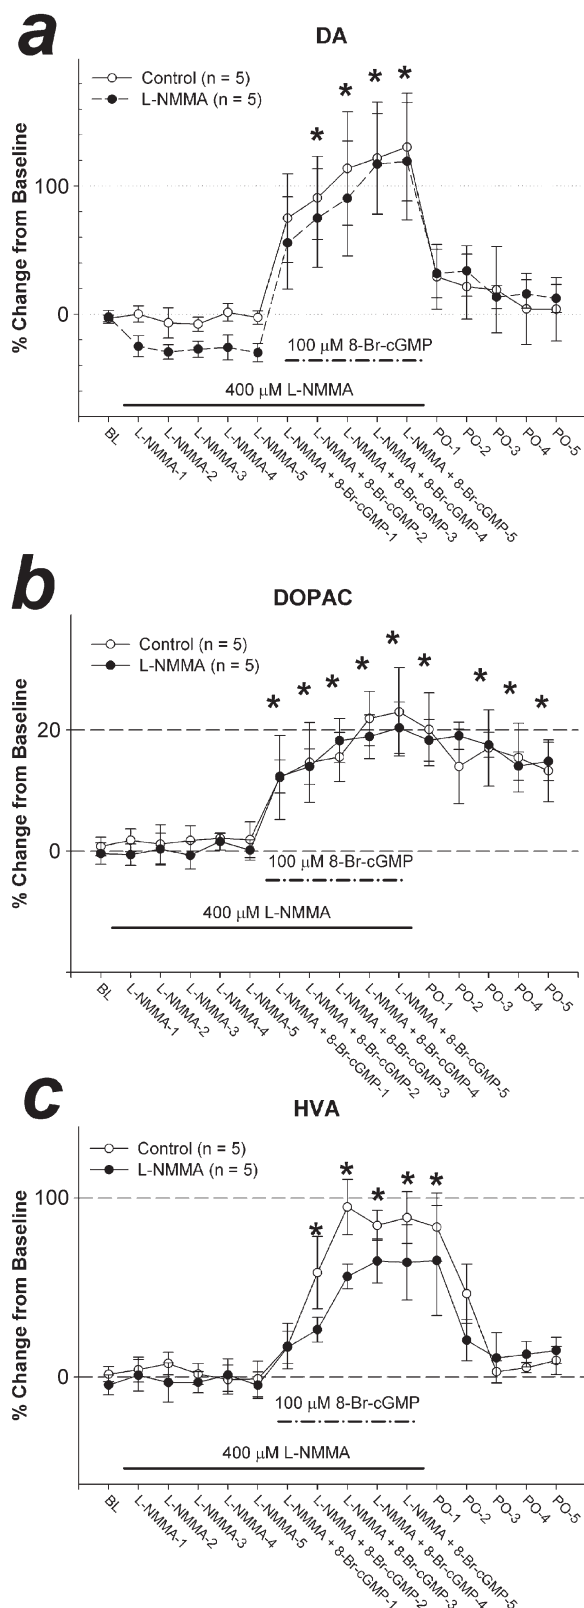 a
DA
Control (n = 5)
L-NMMA (n = 5)
* * * *
% Change from Baseline
100
0
100 μM 8-Br-cGMP
400 μM L-NMMA
BL
L-NMMA-1
L-NMMA-2
L-NMMA-3
L-NMMA-4
L-NMMA-5
L-NMMA + 8-Br-cGMP-1
L-NMMA + 8-Br-cGMP-2
L-NMMA + 8-Br-cGMP-3
L-NMMA + 8-Br-cGMP-4
L-NMMA + 8-Br-cGMP-5
PO-1
PO-2
PO-3
PO-4
PO-5
b
DOPAC
Control (n = 5)
L-NMMA (n = 5)
* * * * * * * * *
% Change from Baseline
20
0
100 μM 8-Br-cGMP
400 μM L-NMMA
BL
L-NMMA-1
L-NMMA-2
L-NMMA-3
L-NMMA-4
L-NMMA-5
L-NMMA + 8-Br-cGMP-1
L-NMMA + 8-Br-cGMP-2
L-NMMA + 8-Br-cGMP-3
L-NMMA + 8-Br-cGMP-4
L-NMMA + 8-Br-cGMP-5
PO-1
PO-2
PO-3
PO-4
PO-5
c
HVA
Control (n = 5)
L-NMMA (n = 5)
* * * * *
% Change from Baseline
100
0
100 μM 8-Br-cGMP
400 μM L-NMMA
BL
L-NMMA-1
L-NMMA-2
L-NMMA-3
L-NMMA-4
L-NMMA-5
L-NMMA + 8-Br-cGMP-1
L-NMMA + 8-Br-cGMP-2
L-NMMA + 8-Br-cGMP-3
L-NMMA + 8-Br-cGMP-4
L-NMMA + 8-Br-cGMP-5
PO-1
PO-2
PO-3
PO-4
PO-5